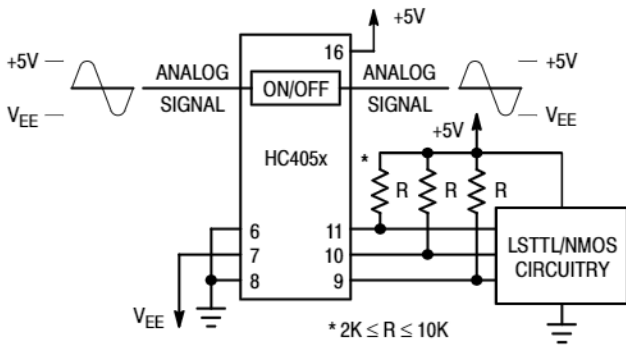 +5V
16
+5V
ANALOG
SIGNAL
ON/OFF
ANALOG
SIGNAL
+5V
VEE
VEE
+5V
HC405x
*
R
R
R
6
11
7
10
8
9
LSTTL/NMOS
CIRCUITRY
VEE
* 2K ≤ R ≤ 10K